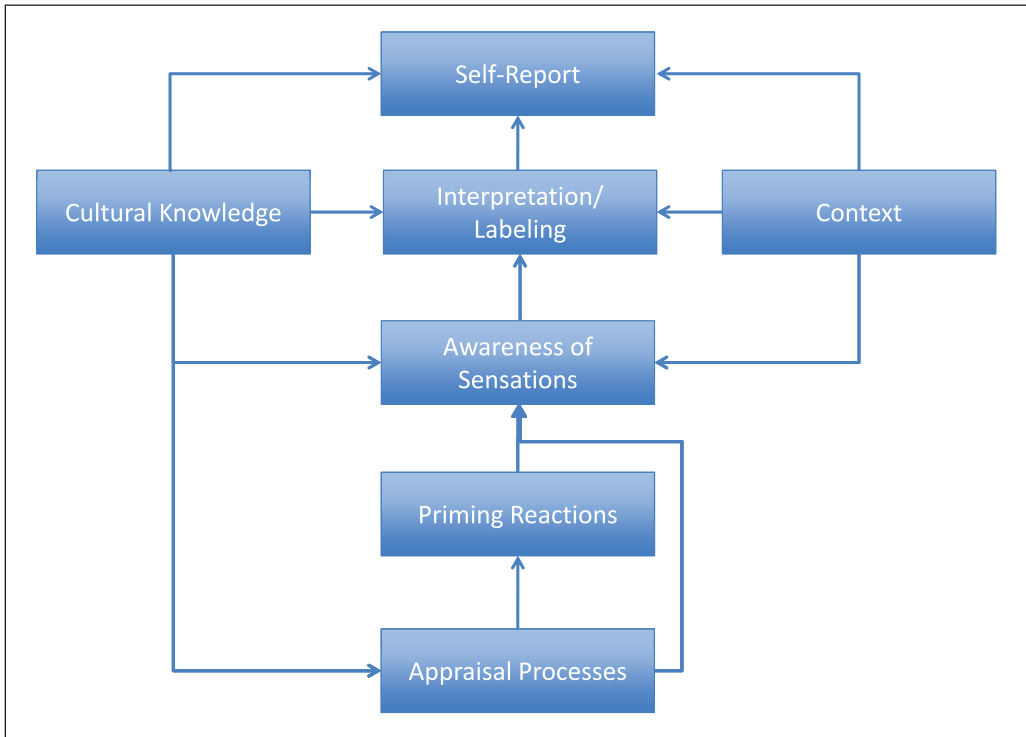 Self-Report
Cultural Knowledge
Interpretation/
Labeling
Context
Awareness of
Sensations
Priming Reactions
Appraisal Processes